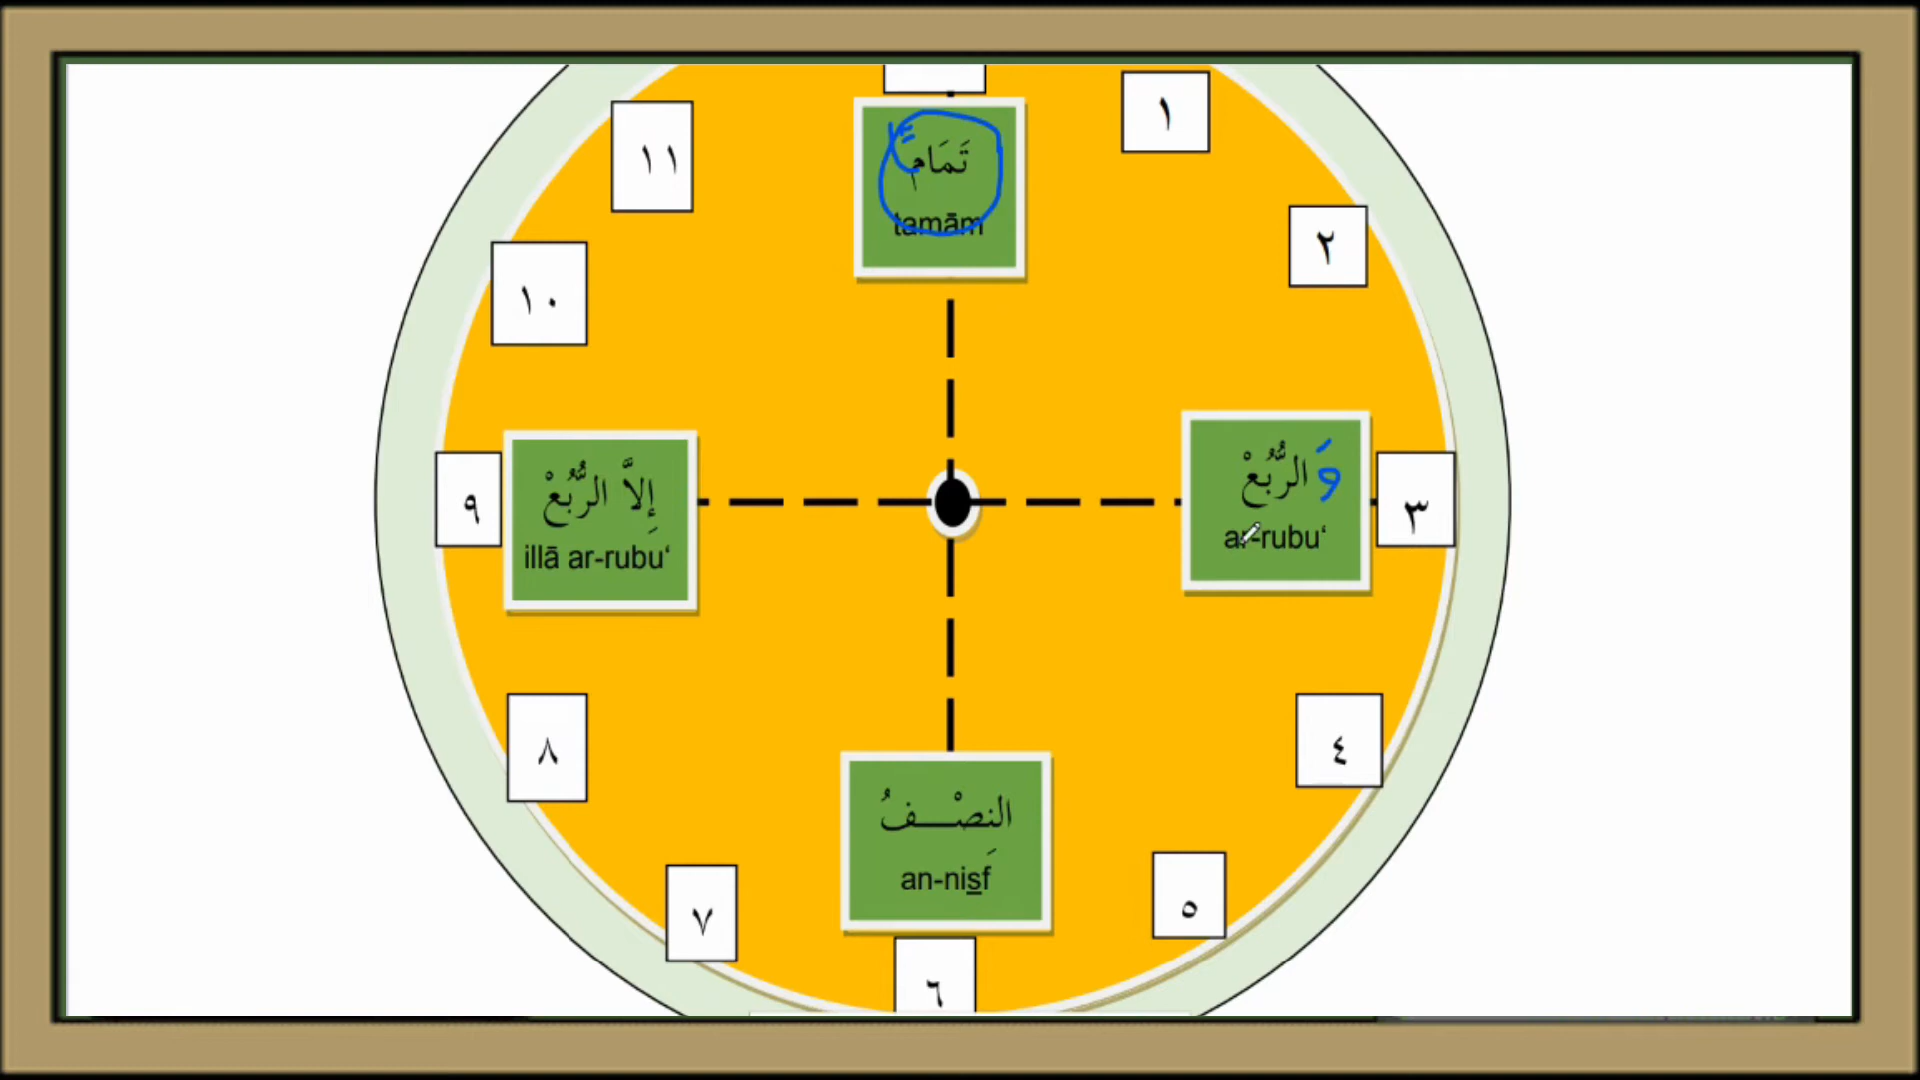 ١
١١
تَمَامٍ
tamām
٢
١٠
وَ الرُّبُعْ
ar-rubu‘
٣
إِلاَّ الرُّبُعْ
illā ar-rubu‘
٩
٤
٨
النِصْـــفُ
an-nisf
٥
٧
٦